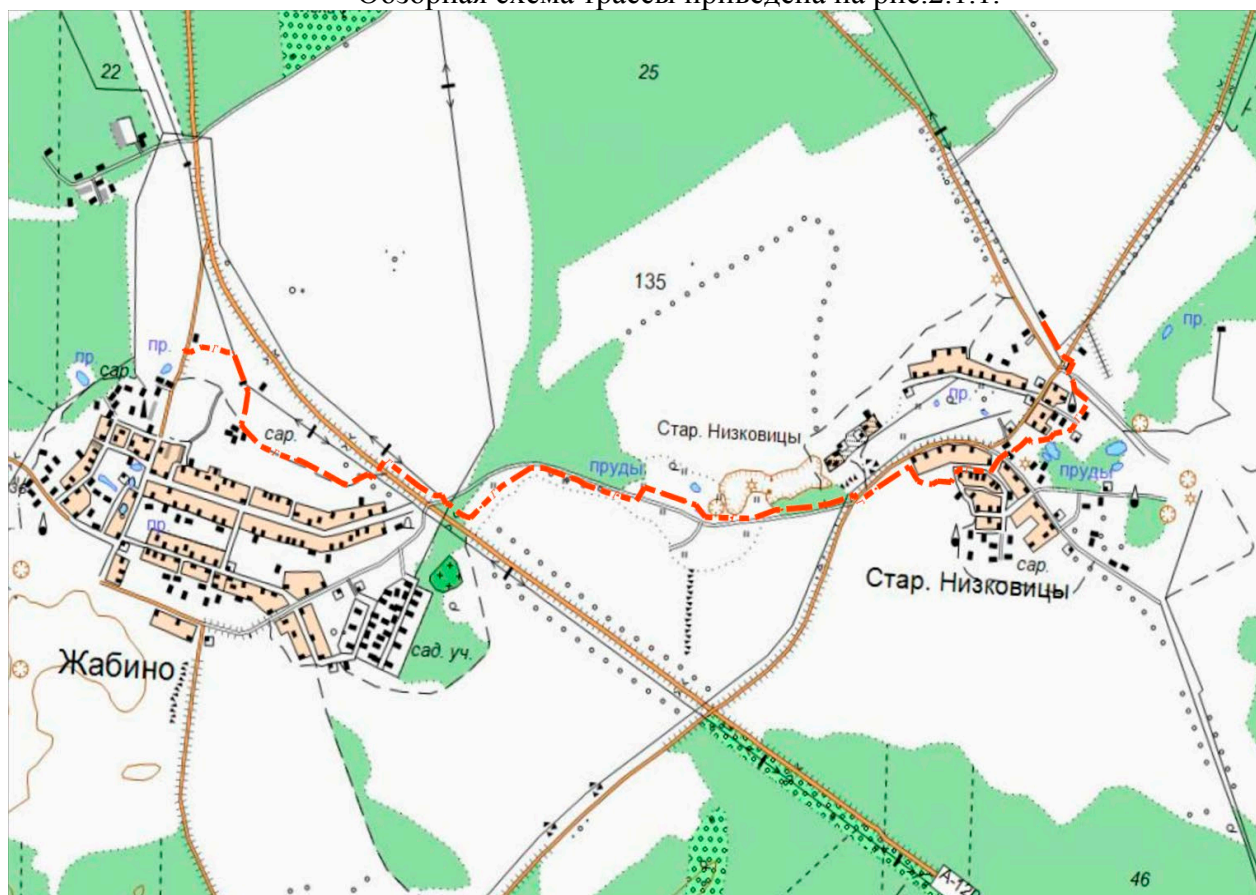 Обзорная схема трассы приведена на рис.2.1.1.
22
25
135
пр.
пр.
пр.
сар.
сар.
Стар. Низковицы
пр.
пруды
пруды
пр.
Стар. Низковицы
сар.
Жабино
сад. уч.
А-120
46